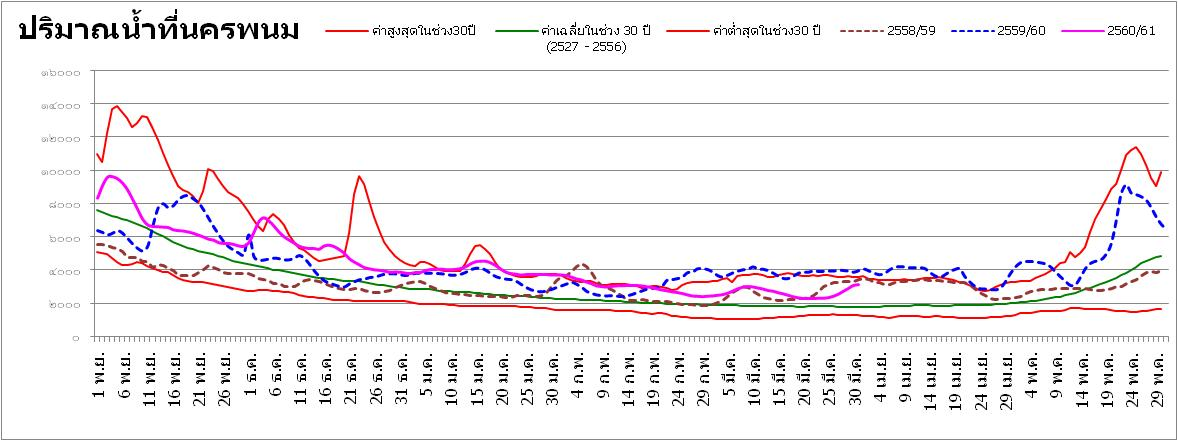 ปริมาณน้ำที่นครพนม
ค่าสูงสุดในช่วง30ปี
ค่าเฉลี่ยในช่วง 30 ปี
(2527 - 2556)
ค่าต่ำสุดในช่วง30 ปี
2558/59
2559/60
2560/61
๑๖๐๐๐
๑๔๐๐๐
๑๒๐๐๐
๑๐๐๐๐
๘๐๐๐
๖๐๐๐
๔๐๐๐
๒๐๐๐
๐
1 พ.ย.
6 พ.ย.
11 พ.ย.
16 พ.ย.
21 พ.ย.
26 พ.ย.
1 ธ.ค.
6 ธ.ค.
11 ธ.ค.
16 ธ.ค.
21 ธ.ค.
26 ธ.ค.
31 ธ.ค.
5 ม.ค.
10 ม.ค.
15 ม.ค.
20 ม.ค.
25 ม.ค.
30 ม.ค.
4 ก.พ.
9 ก.พ.
14 ก.พ.
19 ก.พ.
24 ก.พ.
29 ก.พ.
5 มี.ค.
10 มี.ค.
15 มี.ค.
20 มี.ค.
25 มี.ค.
30 มี.ค.
4 เม.ย.
9 เม.ย.
14 เม.ย.
19 เม.ย.
24 เม.ย.
29 เม.ย.
4 พ.ค.
9 พ.ค.
14 พ.ค.
19 พ.ค.
24 พ.ค.
29 พ.ค.